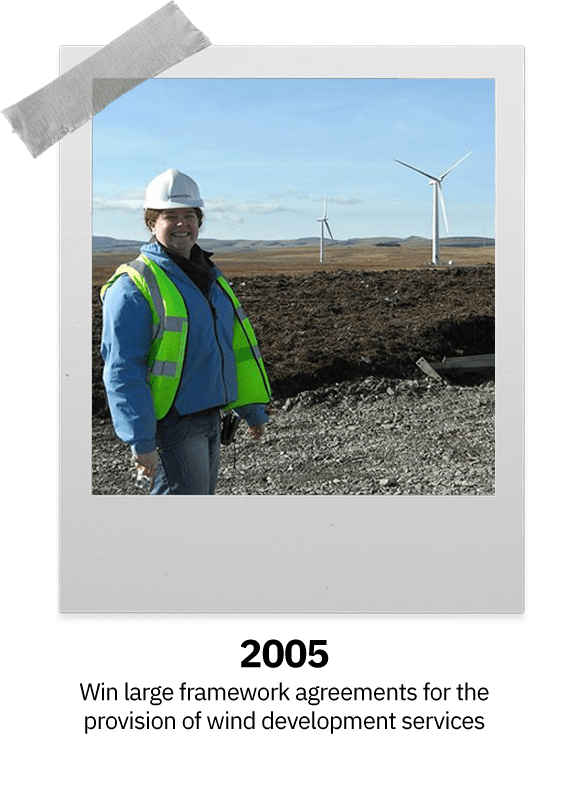 2005
Win large framework agreements for the
provision of wind development services